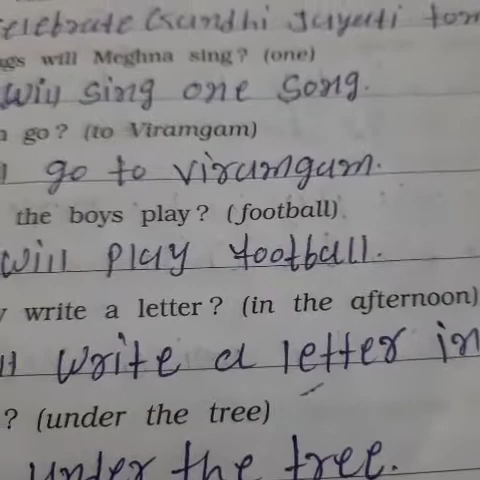 celebrate Gandhi Jayanti tom
ngs will Meghna sing? (one)
will sing one song.
n go? (to Viramgam)
l go to viramgam.
the boys play? (football)
will play football.
y write a letter? (in the afternoon)
ll write a letter in
? (under the tree)
under the tree.